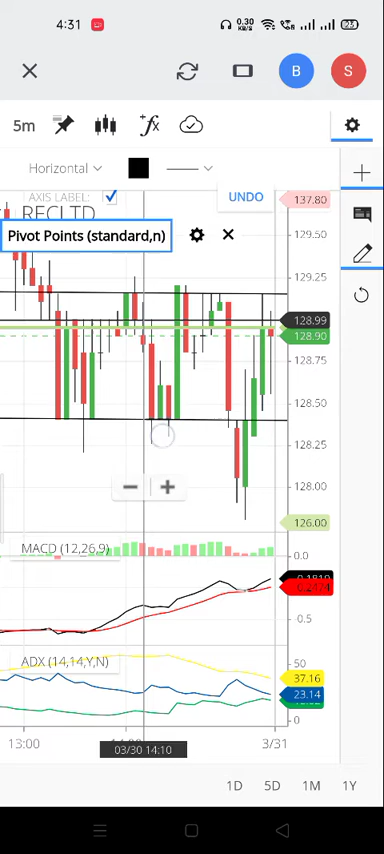 4:31
0.30
KB/S
25
B
S
5m
fx
Horizontal
AXIS LABEL:
UNDO
137.80
RECLTD
Pivot Points (standard,n)
129.50
129.25
128.99
128.90
128.75
128.50
128.25
128.00
126.00
MACD (12,26,9)
0.0
0.2474
0.5
ADX (14,14,Y,N)
50
37.16
23.14
0
13:00
03/30 14:10
3/31
1D
5D
1M
1Y